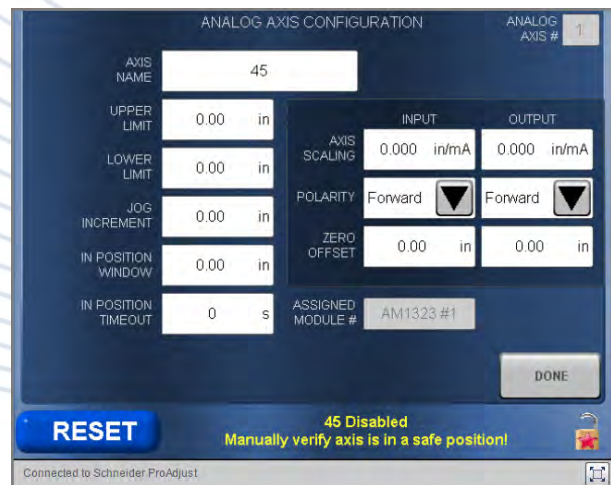 ANALOG AXIS CONFIGURATION
ANALOG
AXIS #
1
AXIS
NAME
45
UPPER
LIMIT
0.00 in
LOWER
LIMIT
0.00 in
JOG
INCREMENT
0.00 in
IN POSITION
WINDOW
0.00 in
IN POSITION
TIMEOUT
0 s
INPUT OUTPUT
AXIS
SCALING
0.000 in/mA 0.000 in/mA
POLARITY Forward Forward
ZERO
OFFSET
0.00 in 0.00 in
ASSIGNED
MODULE #
AM1323 #1
DONE
RESET
45 Disabled
Manually verify axis is in a safe position!
Connected to Schneider ProAdjust